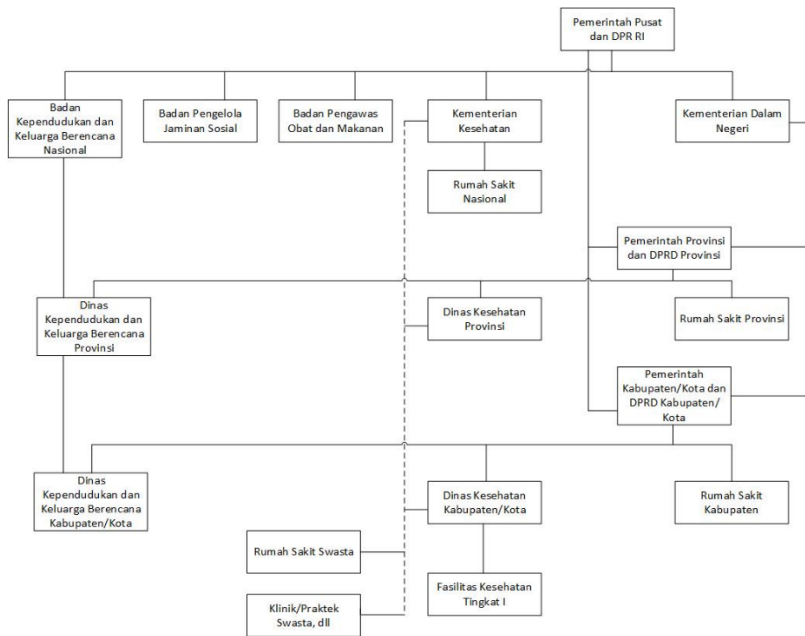 Pemerintah Pusat
dan DPR RI
Badan
Kependudukan dan
Keluarga Berencana
Nasional
Badan Pengelola
Jaminan Sosial
Badan Pengawas
Obat dan Makanan
Kementerian
Kesehatan
Kementerian Dalam
Negeri
Rumah Sakit
Nasional
Pemerintah Provinsi
dan DPRD Provinsi
Dinas
Kependudukan dan
Keluarga Berencana
Provinsi
Dinas Kesehatan
Provinsi
Rumah Sakit Provinsi
Pemerintah
Kabupaten/Kota dan
DPRD Kabupaten/
Kota
Dinas
Kependudukan dan
Keluarga Berencana
Kabupaten/Kota
Dinas Kesehatan
Kabupaten/Kota
Rumah Sakit
Kabupaten
Rumah Sakit Swasta
Fasilitas Kesehatan
Tingkat I
Klinik/Praktek
Swasta, dll